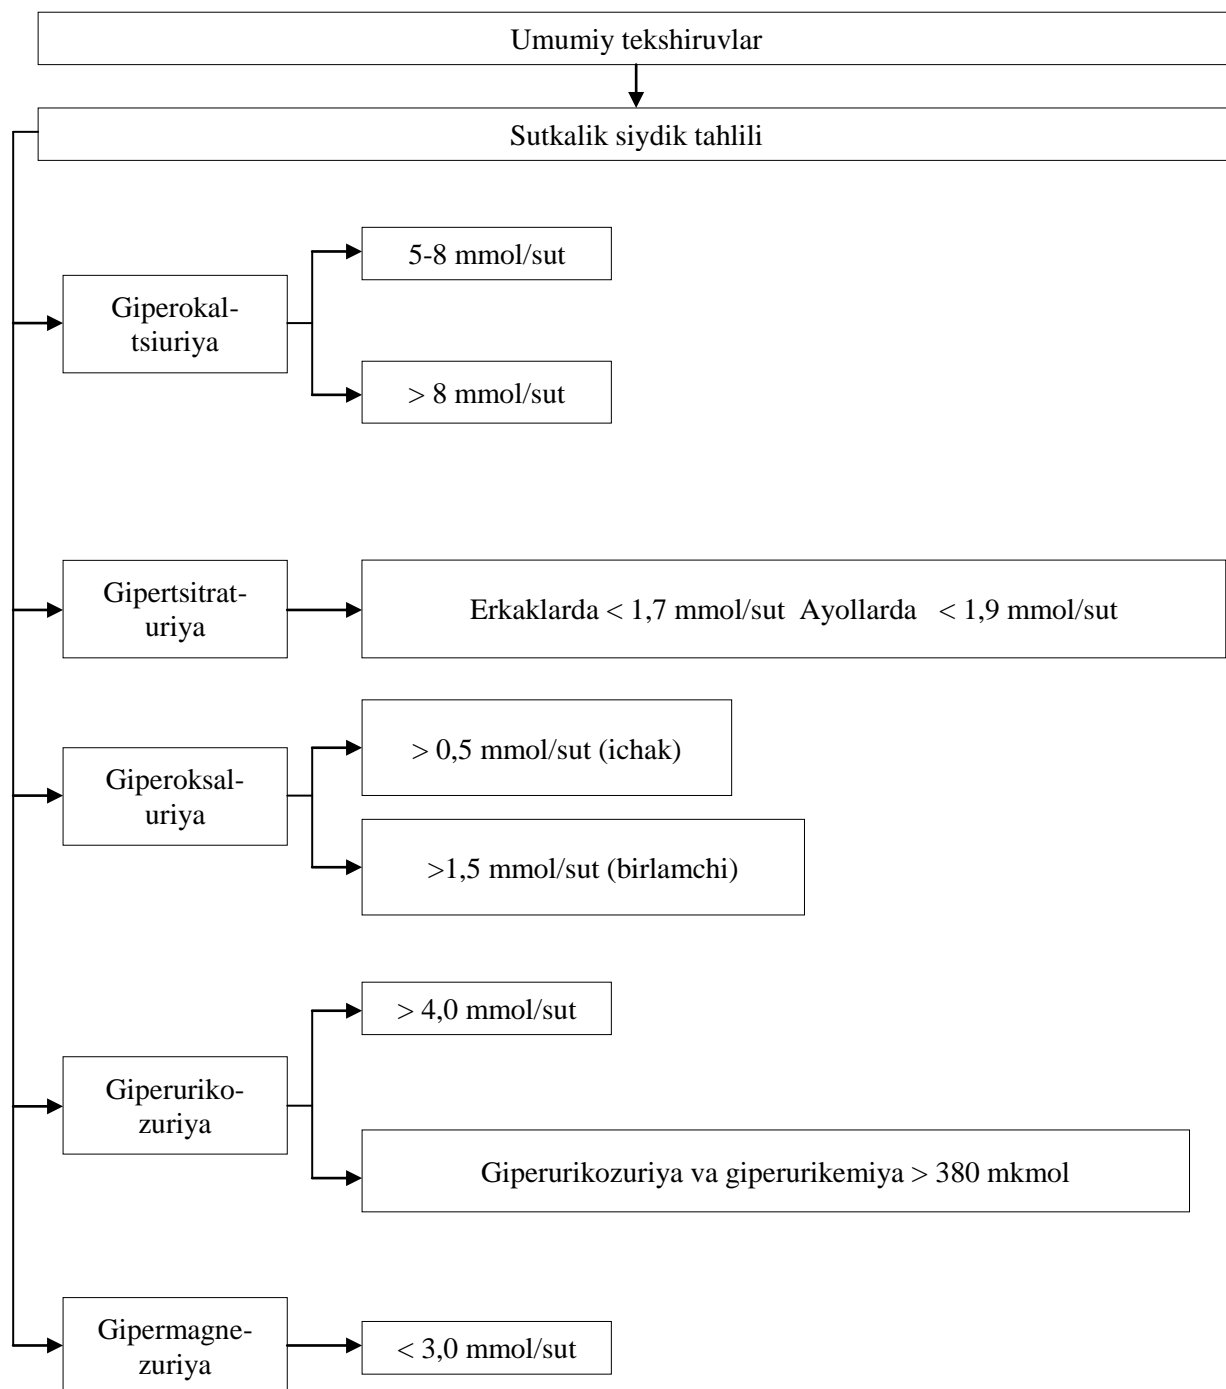 Umumiy tekshiruvlar
Sutkalik siydik tahlili
5-8 mmol/sut
Giperokal-
tsiuriya
> 8 mmol/sut
Gipertsitrat-
uriya
Erkaklarda < 1,7 mmol/sut Ayollarda < 1,9 mmol/sut
> 0,5 mmol/sut (ichak)
Giperoksal-
uriya
>1,5 mmol/sut (birlamchi)
> 4,0 mmol/sut
Giperuriko-
zuriya
Giperurikozuriya va giperurikemiya > 380 mkmol
Gipermagne-
zuriya
< 3,0 mmol/sut